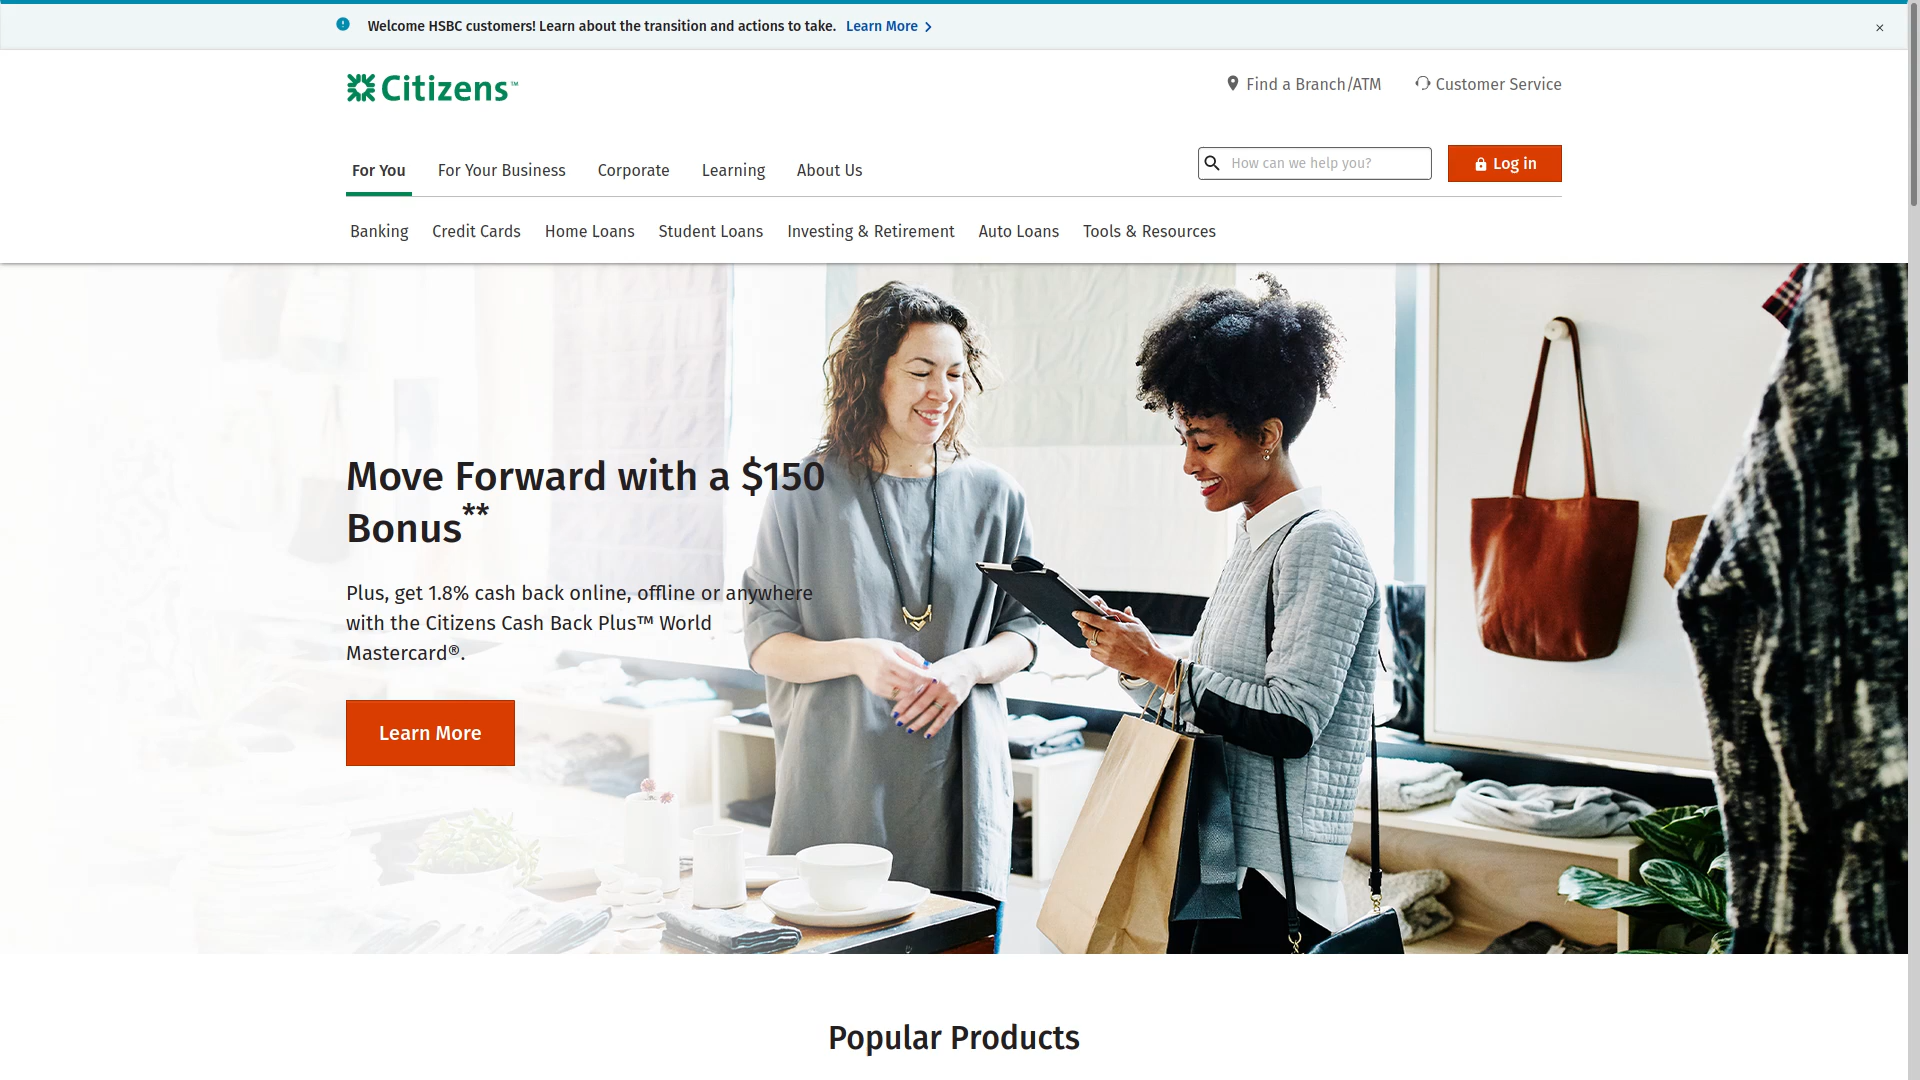 Welcome HSBC customers! Learn about the transition and actions to take. Learn More
Citizens™
Find a Branch/ATM
Customer Service
For You
For Your Business
Corporate
Learning
About Us
How can we help you?
Log in
Banking
Credit Cards
Home Loans
Student Loans
Investing & Retirement
Auto Loans
Tools & Resources
Move Forward with a $150
Bonus**
Plus, get 1.8% cash back online, offline or anywhere
with the Citizens Cash Back Plus™ World
Mastercard®.
Learn More
Popular Products